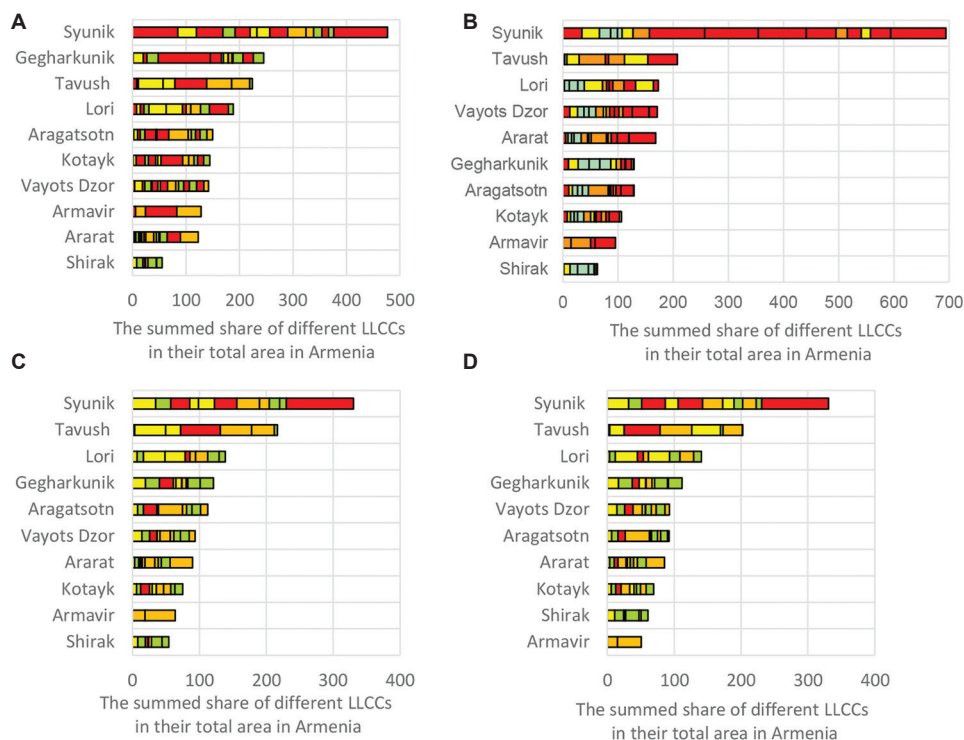 A
Syunik
Gegharkunik
Tavush
Lori
Aragatsotn
Kotayk
Vayots Dzor
Armavir
Ararat
Shirak
0 100 200 300 400 500
The summed share of different LLCCs
in their total area in Armenia
B
Syunik
Tavush
Lori
Vayots Dzor
Ararat
Gegharkunik
Aragatsotn
Kotayk
Armavir
Shirak
0 100 200 300 400 500 600 700
The summed share of different LLCCs
in their total area in Armenia
C
Syunik
Tavush
Lori
Gegharkunik
Aragatsotn
Vayots Dzor
Ararat
Kotayk
Armavir
Shirak
0 100 200 300 400
The summed share of different LLCCs
in their total area in Armenia
D
Syunik
Tavush
Lori
Gegharkunik
Vayots Dzor
Aragatsotn
Ararat
Kotayk
Shirak
Armavir
0 100 200 300 400
The summed share of different LLCCs
in their total area in Armenia